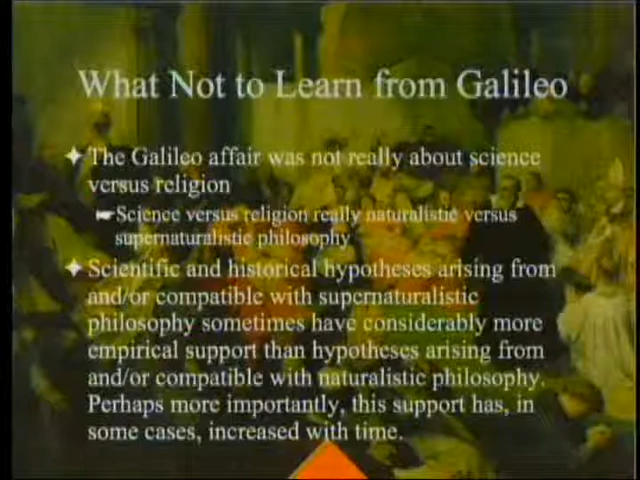 What Not to Learn from Galileo
The Galileo affair was not really about science
versus religion
Science versus religion really naturalistic versus
supernaturalistic philosophy
Scientific and historical hypotheses arising from
and/or compatible with supernaturalistic
philosophy sometimes have considerably more
empirical support than hypotheses arising from
and/or compatible with naturalistic philosophy.
Perhaps more importantly, this support has, in
some cases, increased with time.